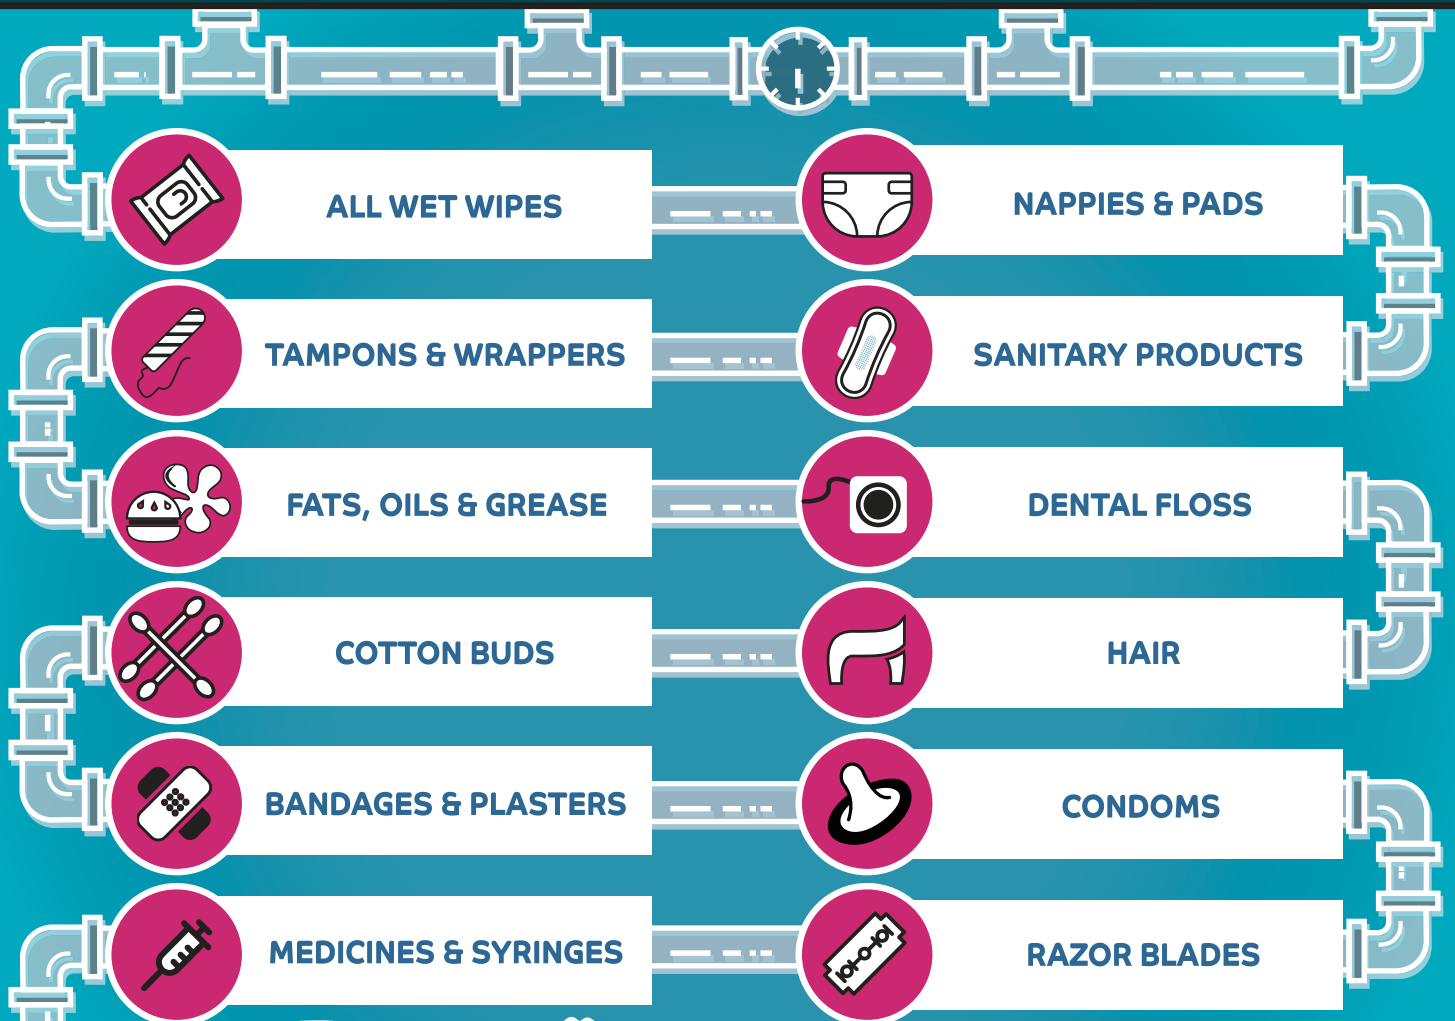 ALL WET WIPES
NAPPIES & PADS
TAMPONS & WRAPPERS
SANITARY PRODUCTS
FATS, OILS & GREASE
DENTAL FLOSS
COTTON BUDS
HAIR
BANDAGES & PLASTERS
CONDOMS
MEDICINES & SYRINGES
RAZOR BLADES